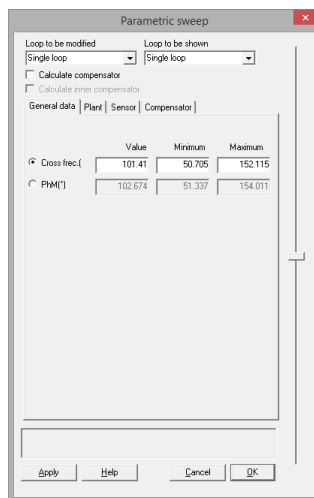 Parametric sweep
Loop to be modified Loop to be shown
Single loop Single loop
Calculate compensator
Calculate inner compensator
General data Plant Sensor Compensator
Value Minimum Maximum
Cross frec.( 101.41 50.705 152.115
PhM(°) 102.674 51.337 154.011
Apply Help Cancel OK